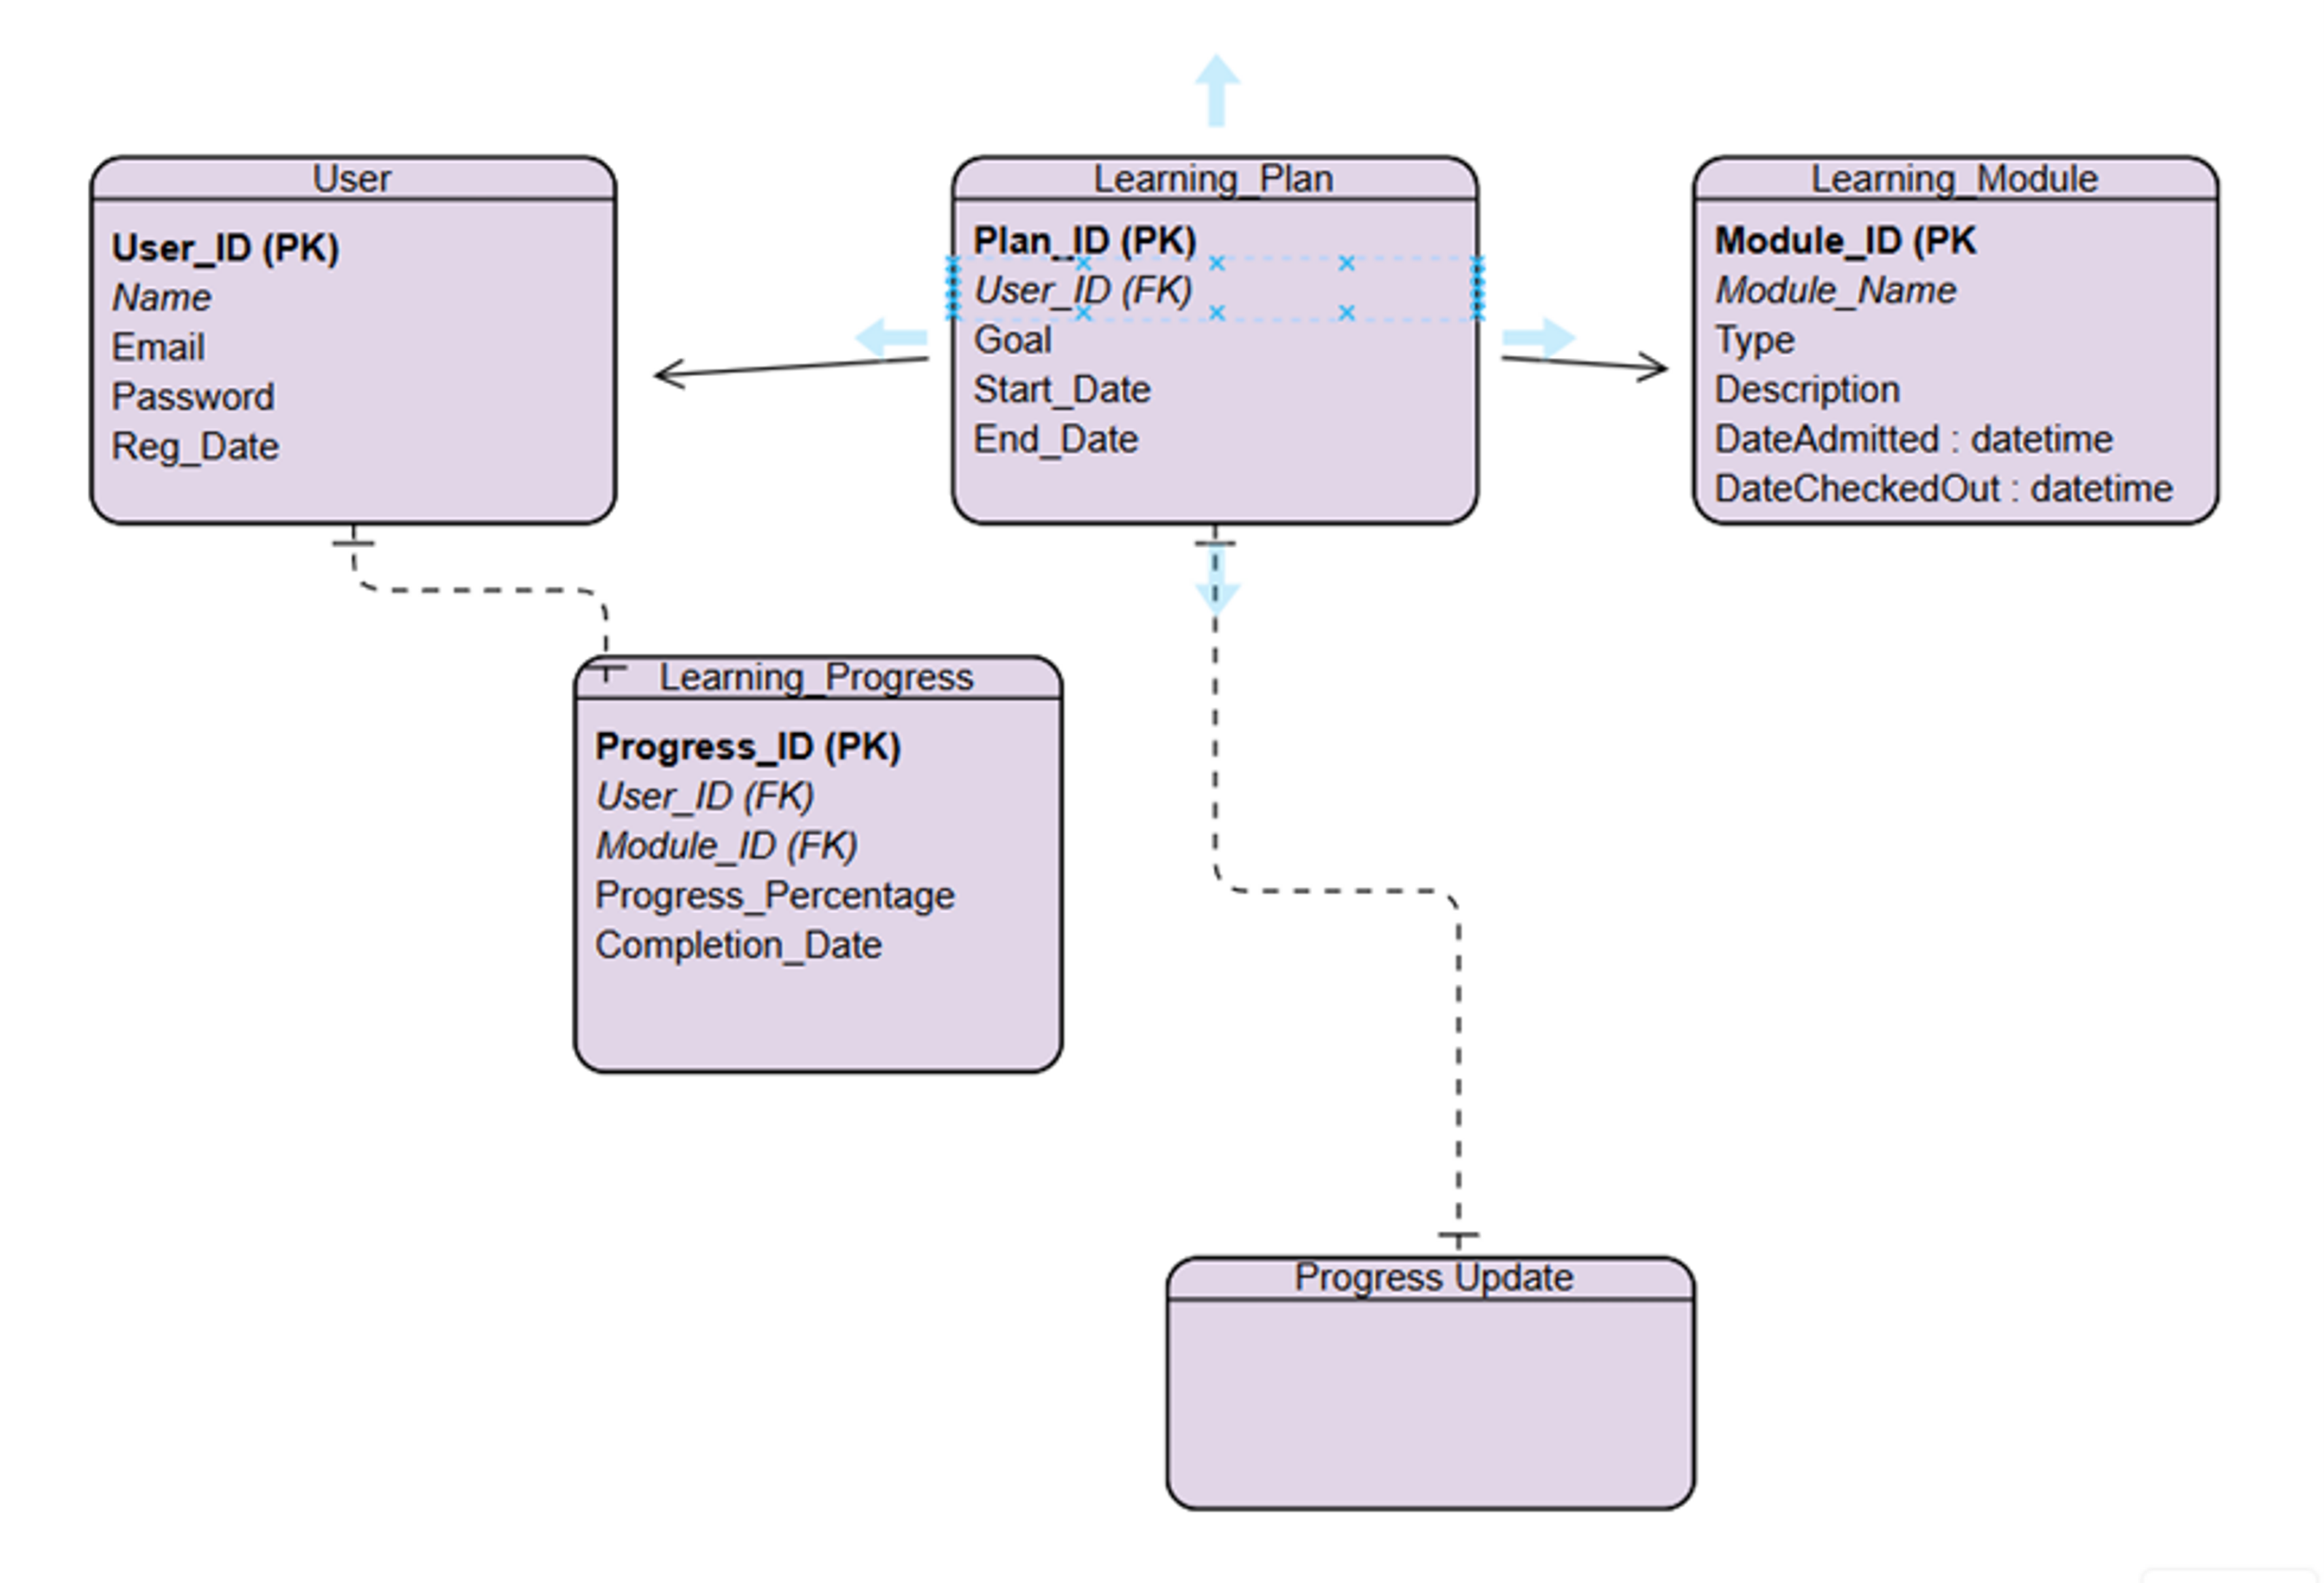 User
User_ID (PK)
Name
Email
Password
Reg_Date
Learning_Plan
Plan_ID (PK)
User_ID (FK)
Goal
Start_Date
End_Date
Learning_Module
Module_ID (PK
Module_Name
Type
Description
DateAdmitted : datetime
DateCheckedOut : datetime
Learning_Progress
Progress_ID (PK)
User_ID (FK)
Module_ID (FK)
Progress_Percentage
Completion_Date
Progress Update